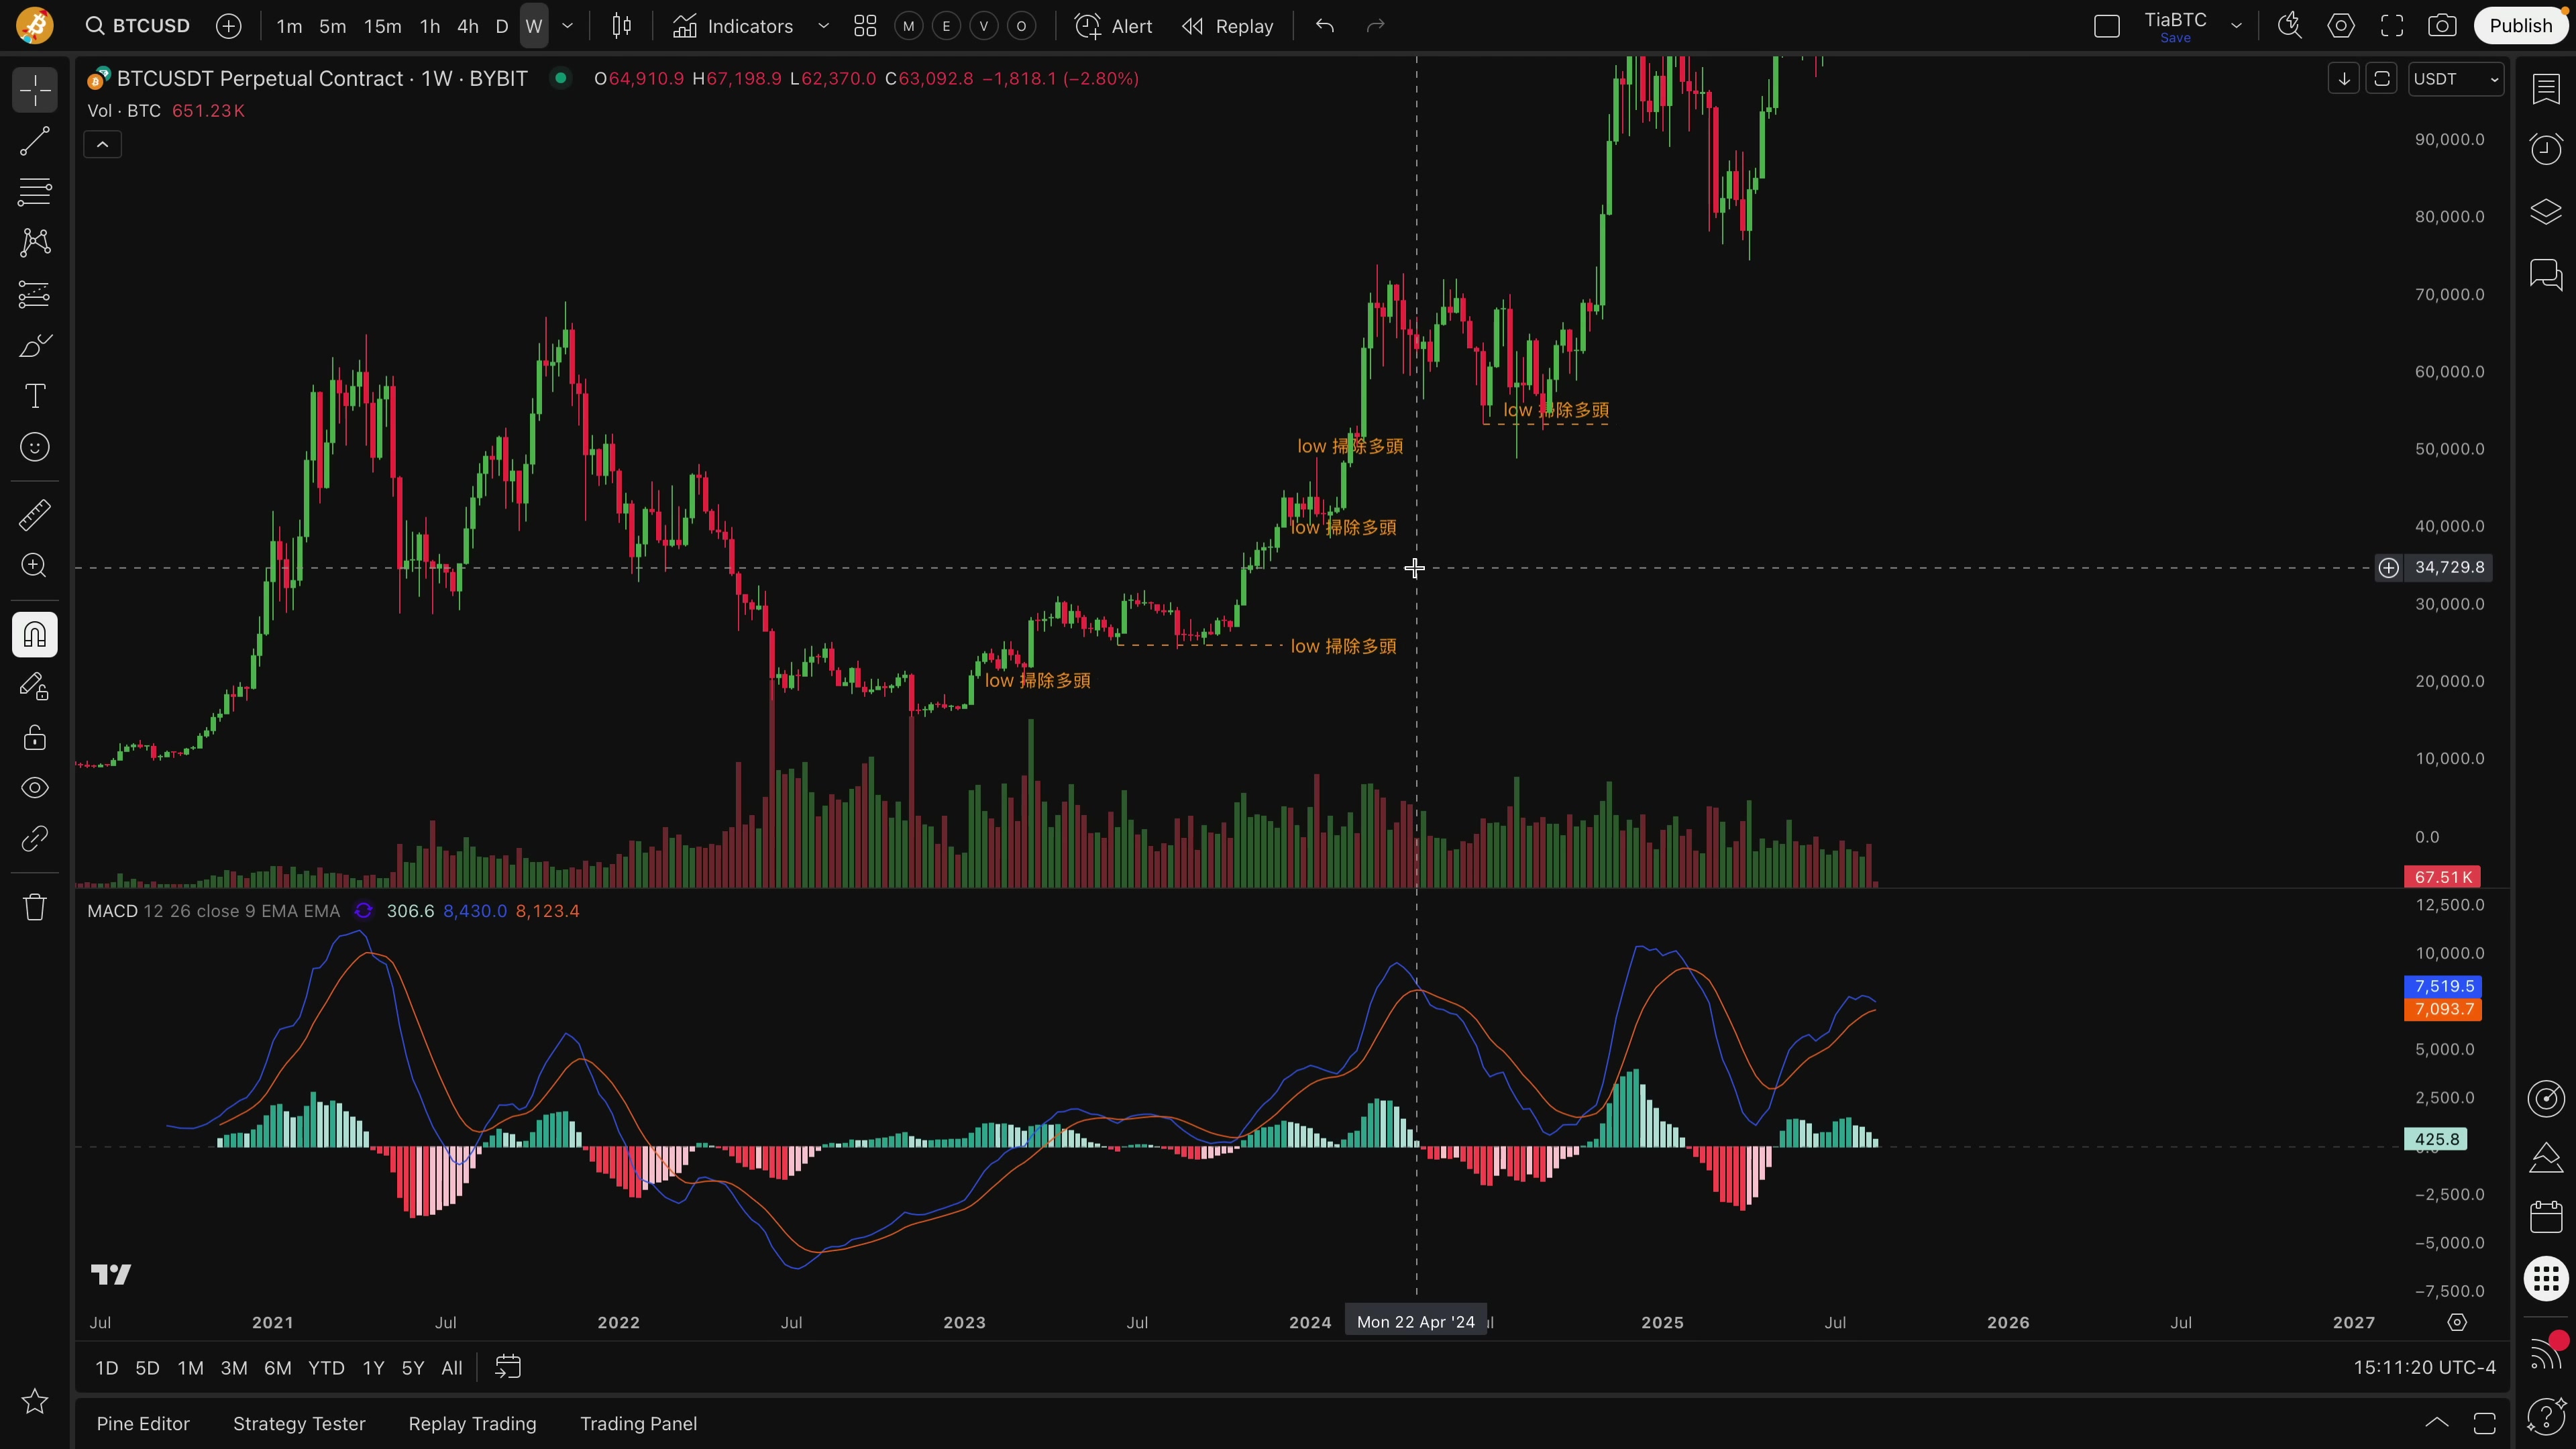 BTCUSD
1m 5m 15m 1h 4h D W
Indicators
M E V O
Alert
Replay
TiaBTC
Save
Publish
BTCUSDT Perpetual Contract · 1W · BYBIT
O64,910.9 H67,198.9 L62,370.0 C63,092.8 −1,818.1 (−2.80%)
USDT
Vol · BTC 651.23K
90,000.0
80,000.0
70,000.0
60,000.0
low 掃除多頭
low 掃除多頭
50,000.0
low 掃除多頭
40,000.0
34,729.8
30,000.0
low 掃除多頭
low 掃除多頭
20,000.0
10,000.0
0.0
67.51K
MACD 12 26 close 9 EMA EMA 306.6 8,430.0 8,123.4
12,500.0
10,000.0
7,519.5
7,093.7
5,000.0
2,500.0
425.8
−2,500.0
−5,000.0
−7,500.0
Jul 2021 Jul 2022 Jul 2023 Jul 2024 Mon 22 Apr '24 2025 Jul 2026 Jul 2027
1D 5D 1M 3M 6M YTD 1Y 5Y All
15:11:20 UTC-4
Pine Editor Strategy Tester Replay Trading Trading Panel